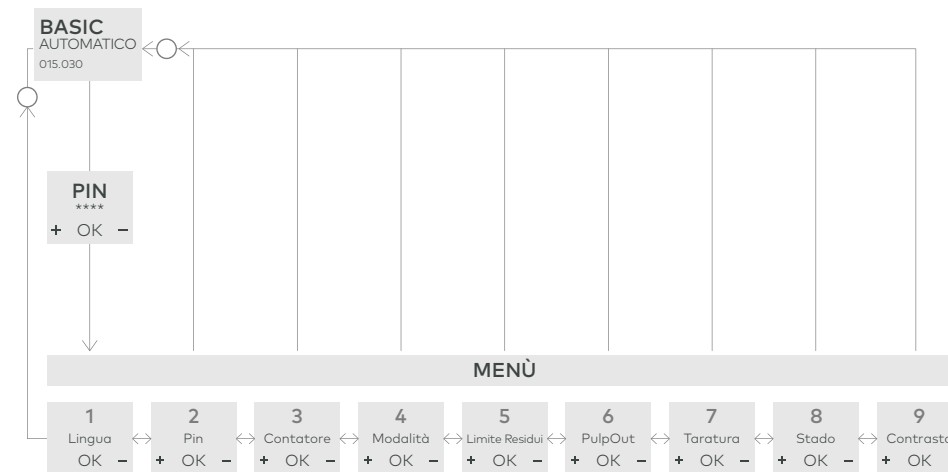 BASIC
AUTOMATICO
015.030
PIN
****
+ OK −
MENÙ
1 2 3 4 5 6 7 8 9
Lingua Pin Contatore Modalità Limite Residui PulpOut Taratura Stado
OK − + OK − + OK − + OK − + OK − + OK − + OK − + OK − + OK